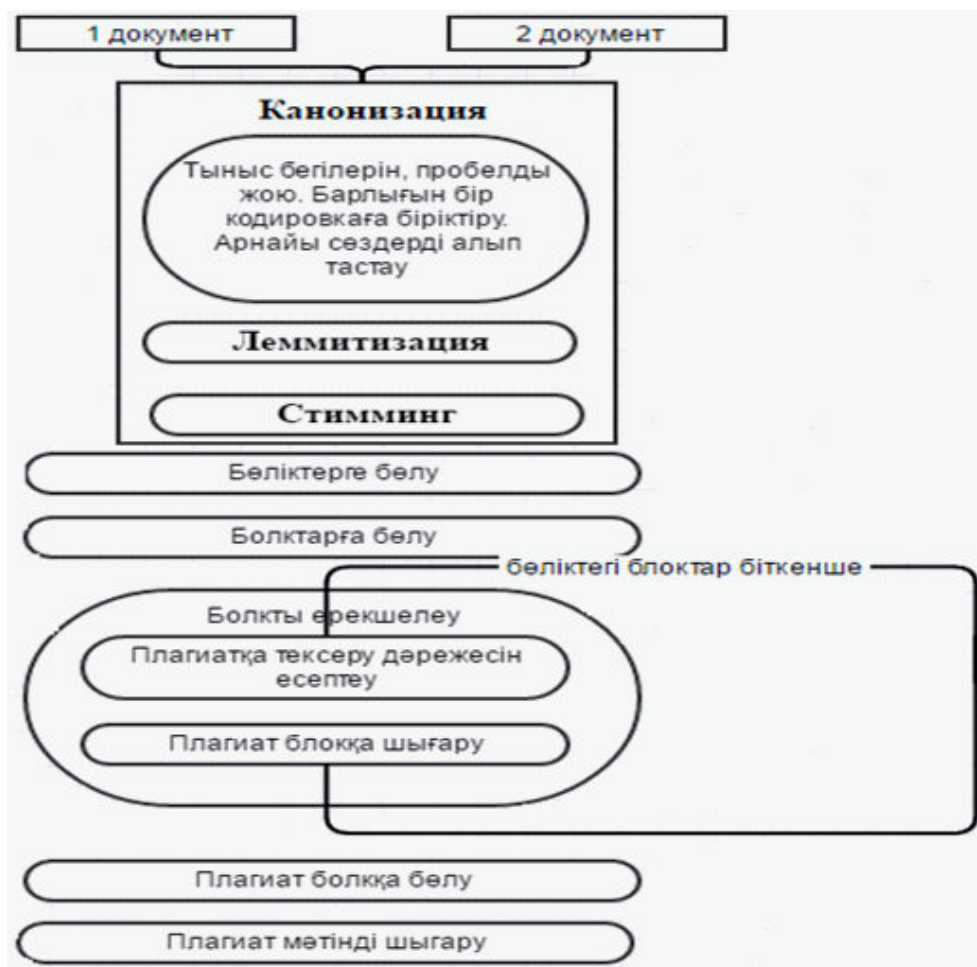 1 документ
2 документ
Канонизация
Тыныс бегілерін, пробелды
жою. Барлығын бір
кодировкаға біріктіру.
Арнайы сөздерді алып
тастау
Леммитизация
Стимминг
Бөліктерге бөлу
Болктарға бөлу
бөліктегі блоктар біткенше
Болкты ерекшелеу
Плагиатқа тексеру дәрежесін
есептеу
Плагиат блокқа шығару
Плагиат болкқа бөлу
Плагиат мәтінді шыгару